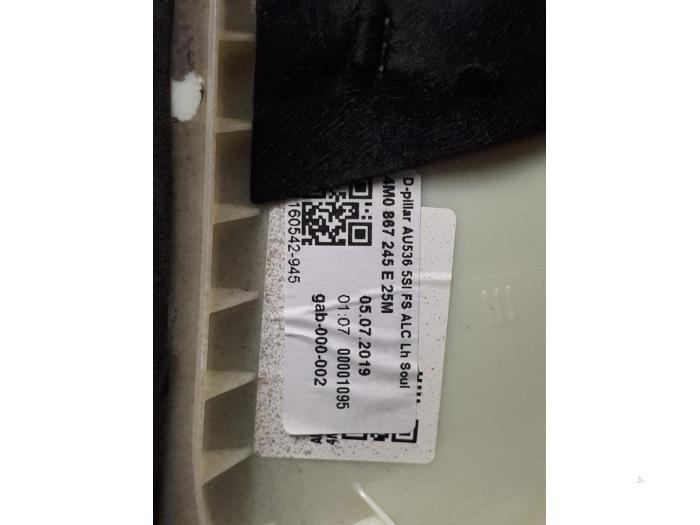 D-pillar AU536 5SI FS ALC Lh Soul
4M0 867 245 E 25M
05.07.2019
01:07 00001095
gab-000-002
160542-945